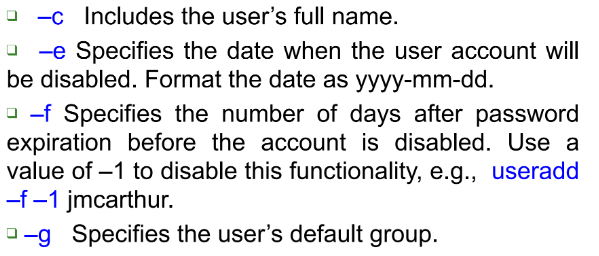 ❑ –c Includes the user’s full name.
❑ –e Specifies the date when the user account will
be disabled. Format the date as yyyy-mm-dd.
❑ –f Specifies the number of days after password
expiration before the account is disabled. Use a
value of –1 to disable this functionality, e.g., useradd
–f –1 jmcarthur.
❑ –g Specifies the user’s default group.